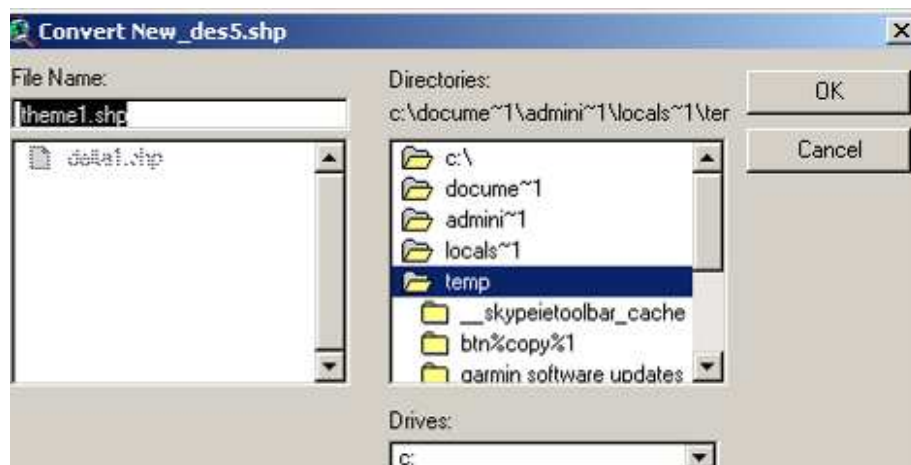 Convert New_des5.shp
File Name:
theme1.shp
Directories:
c:\docume~1\admini~1\locals~1\ter
c:\
docume~1
admini~1
locals~1
temp
__skypeietoolbar_cache
btn%copy%1
garmin software updates
Drives:
c:
OK
Cancel